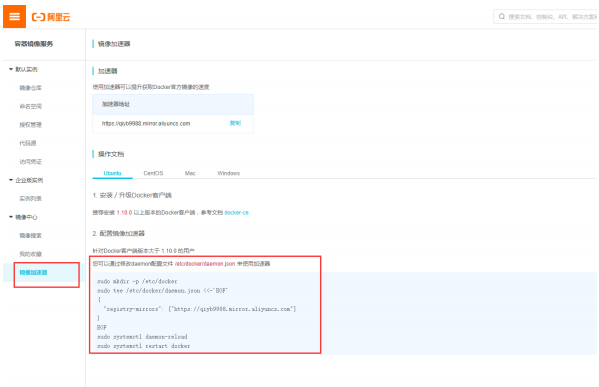 阿里云
搜索文档、控制台、API、解决方案和
容器镜像服务
镜像加速器
默认实例
镜像仓库
命名空间
授权管理
代码源
访问凭证
企业版实例
实例列表
镜像中心
镜像搜索
我的收藏
镜像加速器
加速器
使用加速器可以提升获取Docker官方镜像的速度
加速器地址
https://qiyb9988.mirror.aliyuncs.com 复制
操作文档
Ubuntu CentOS Mac Windows
1. 安装 / 升级Docker客户端
推荐安装 1.10.0 以上版本的Docker客户端，参考文档 docker-ce
2. 配置镜像加速器
针对Docker客户端版本大于 1.10.0 的用户
您可以通过修改daemon配置文件 /etc/docker/daemon.json 来使用加速器
sudo mkdir -p /etc/docker
sudo tee /etc/docker/daemon.json <<-'EOF'
{
"registry-mirrors": ["https://qiyb9988.mirror.aliyuncs.com"]
}
EOF
sudo systemctl daemon-reload
sudo systemctl restart docker